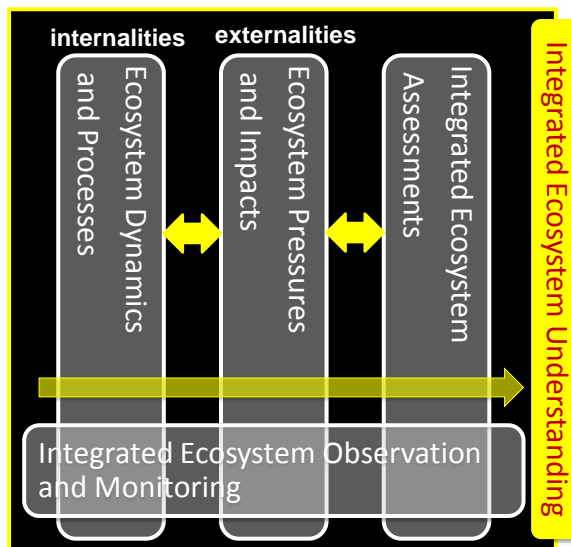 internalities
externalities
Ecosystem Dynamics
and Processes
Ecosystem Pressures
and Impacts
Integrated Ecosystem
Assessments
Integrated Ecosystem Observation
and Monitoring
Integrated Ecosystem Understanding